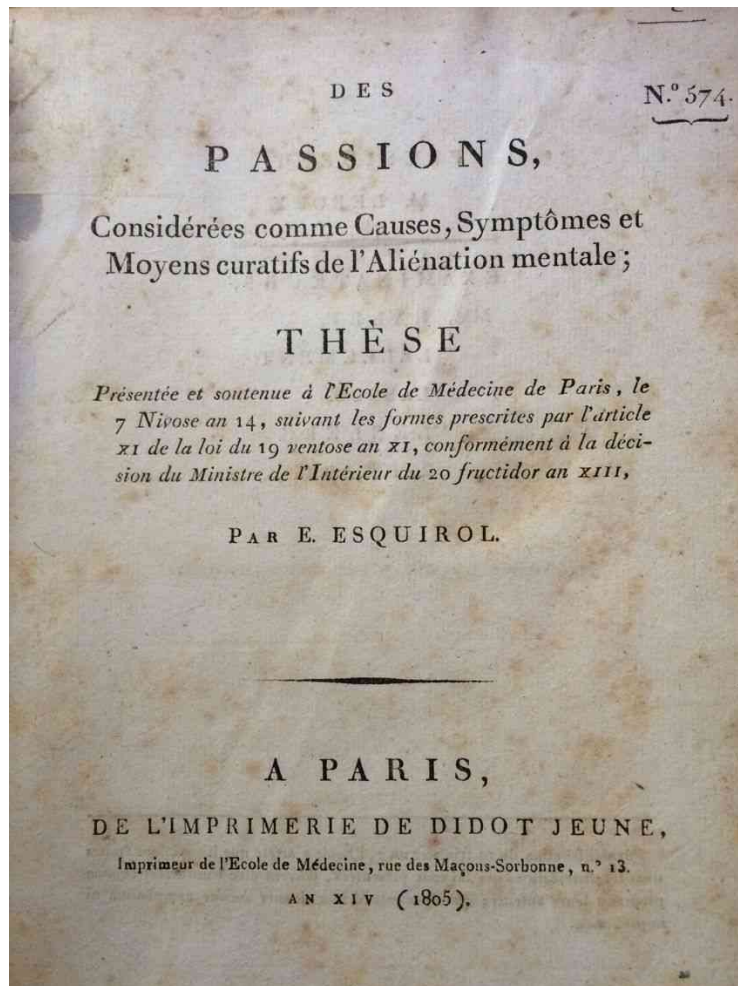 DES
N.º 574.
PASSIONS,
Considérées comme Causes, Symptômes et
Moyens curatifs de l'Aliénation mentale ;
THÈSE
Présentée et soutenue à l'Ecole de Médecine de Paris, le
7 Nivose an 14, suivant les formes prescrites par l'article
XI de la loi du 19 ventose an XI, conformément à la déci-
sion du Ministre de l'Intérieur du 20 fructidor an XIII,
PAR E. ESQUIROL.
A PARIS,
DE L'IMPRIMERIE DE DIDOT JEUNE,
Imprimeur de l'Ecole de Médecine, rue des Maçons-Sorbonne, n.º 13.
AN XIV (1805).